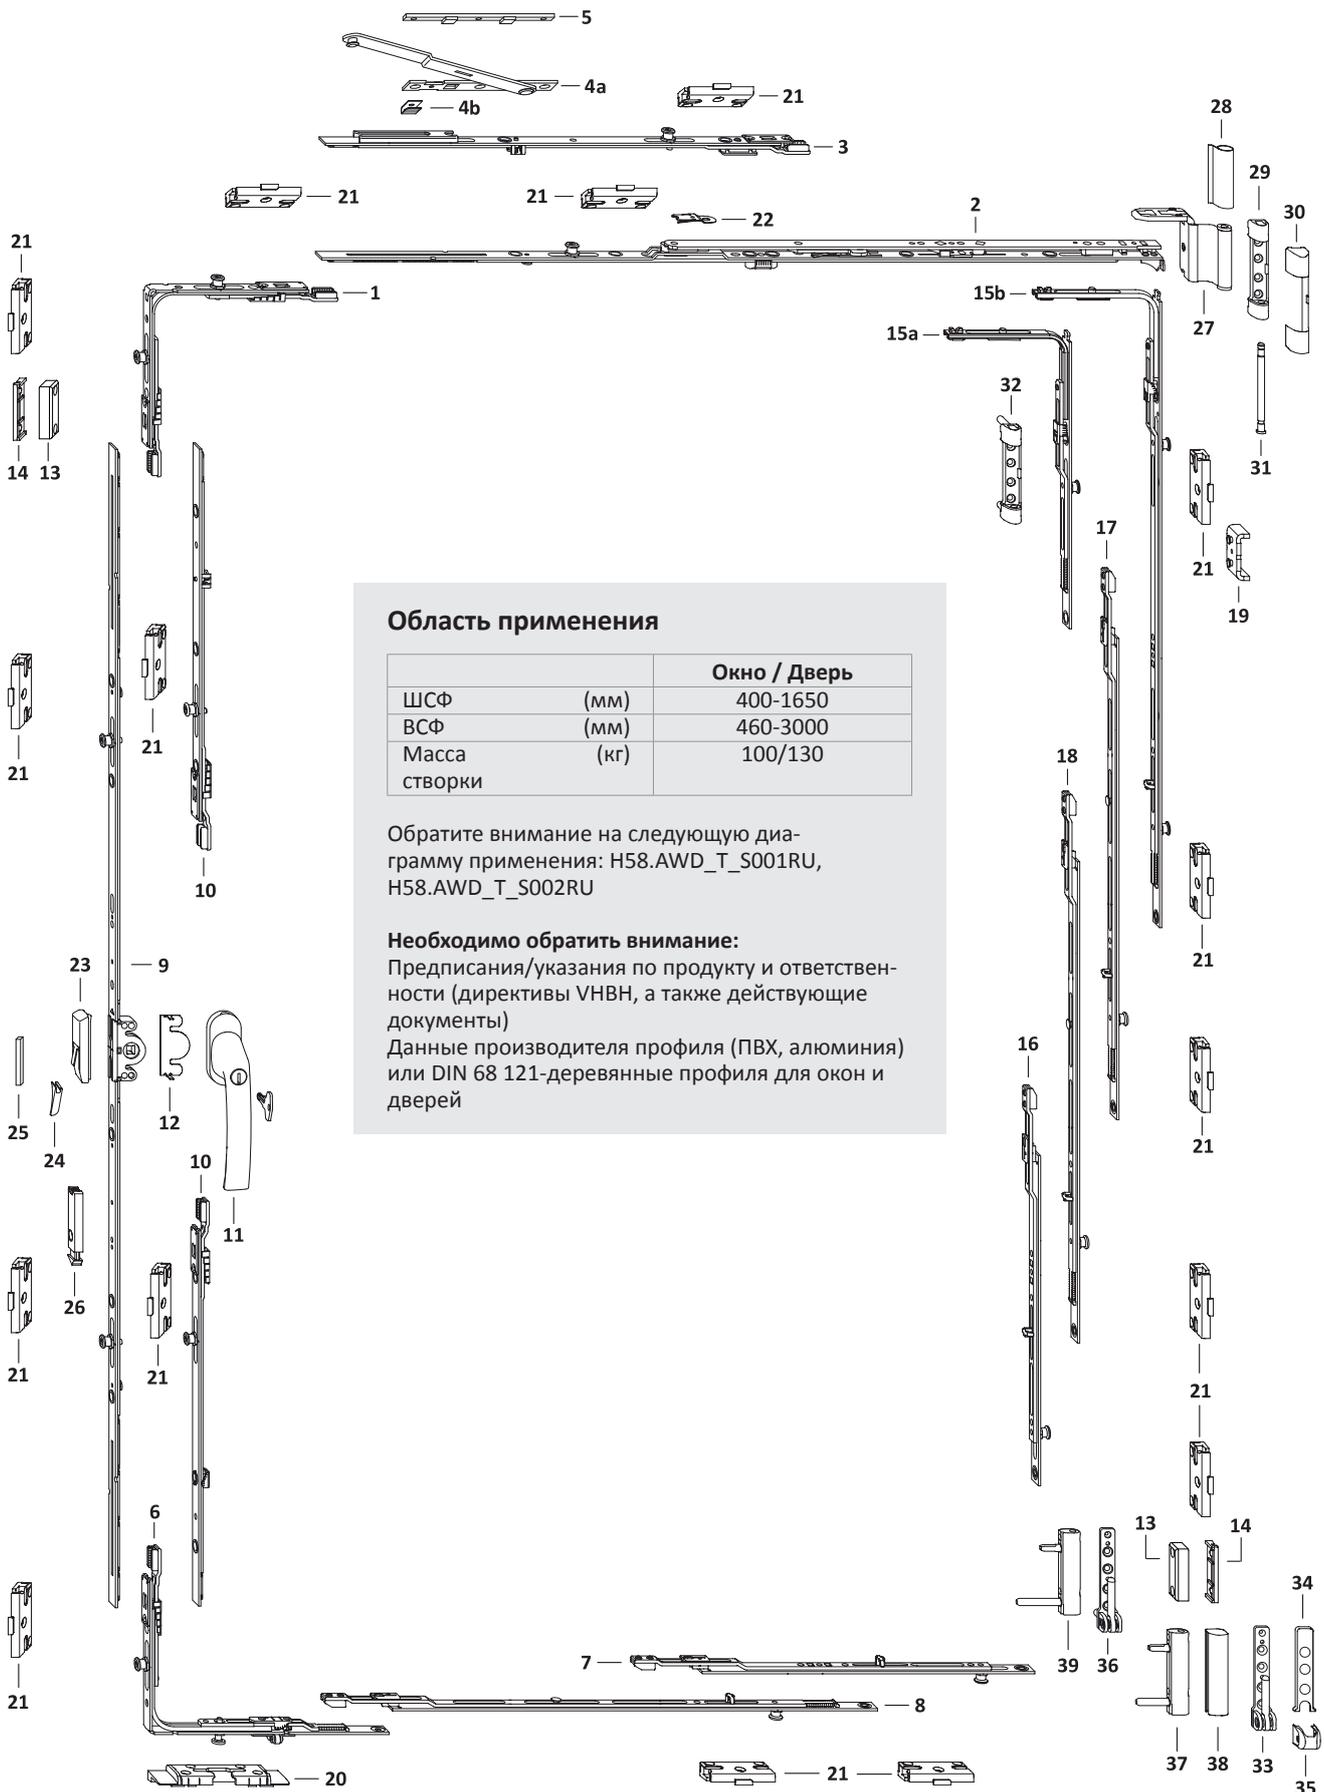 5
4a
4b
21
3
28
29
30
21
21
22
2
21
1
15b
15a
27
32
14
13
31
17
21
19
Область применения
Окно / Дверь
ШСФ (мм) 400-1650
ВСФ (мм) 460-3000
Масса (кг) 100/130
створки
Обратите внимание на следующую диа-
грамму применения: H58.AWD_T_S001RU,
H58.AWD_T_S002RU
Необходимо обратить внимание:
Предписания/указания по продукту и ответствен-
ности (директивы VHBH, а также действующие
документы)
Данные производителя профиля (ПВХ, алюминия)
или DIN 68 121-деревянные профиля для окон и
дверей
21
21
18
10
23
9
21
16
25
24
12
21
10
11
26
21
21
21
6
13
14
34
7
39
36
21
8
37
38
33
35
20
21